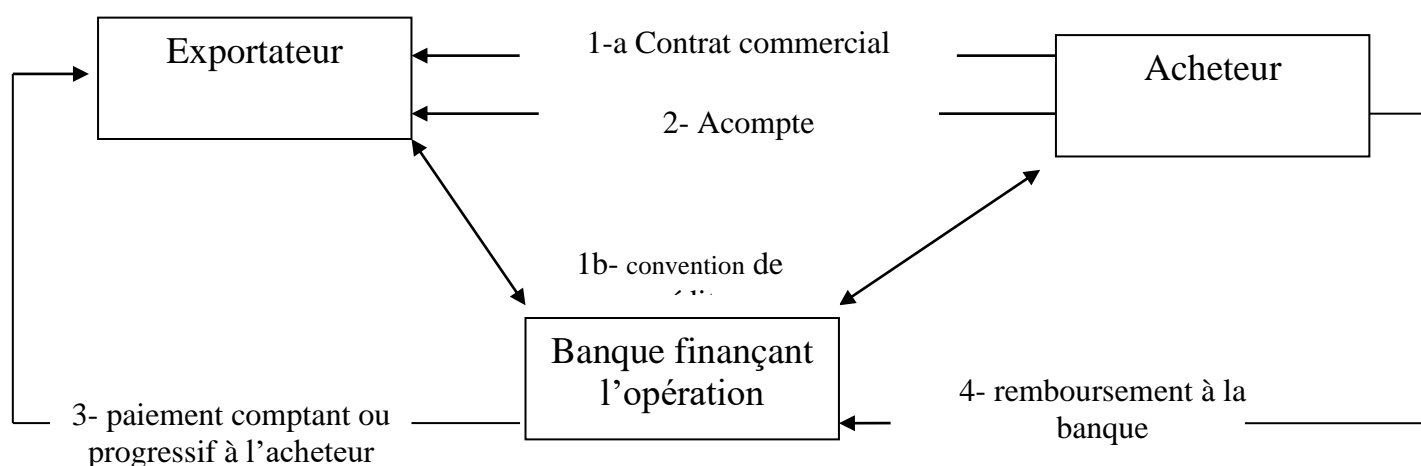 Exportateur
1-a Contrat commercial
Acheteur
2- Acompte
1b- convention de
Banque finançant
l’opération
3- paiement comptant ou
progressif à l’acheteur
4- remboursement à la
banque